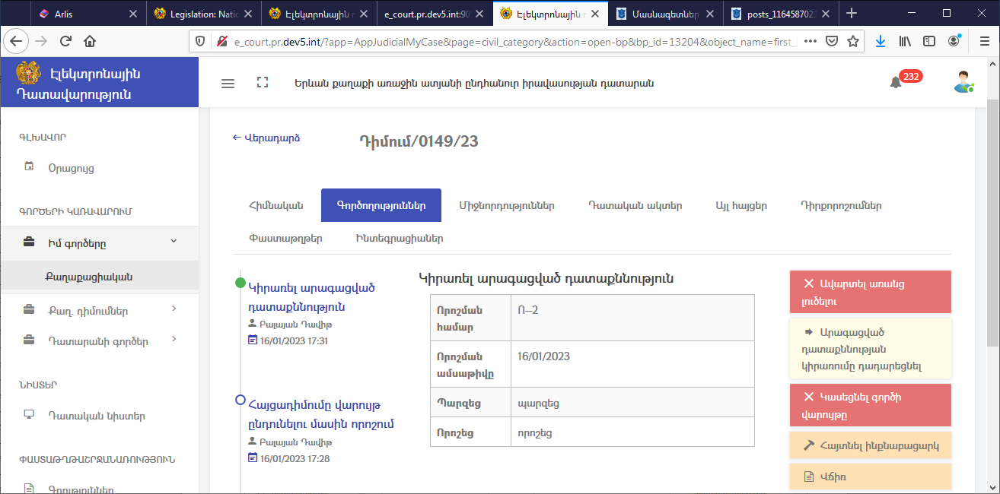 Arlis
Legislation: Natio
Էլեկտրոնային դ
e_court.pr.dev5.int:90
Էլեկտրոնային դ
Մասնագետներ
posts_1164587023
e_court.pr.dev5.int/?app=AppJudicialMyCase&page=civil_category&action=open-bp&bp_id=13204&object_name=first_
Էլեկտրոնային
Դատավարություն
Երևան քաղաքի առաջին ատյանի ընդհանուր իրավասության դատարան
232
ԳԼԽԱՎՈՐ
Օրացույց
ԳՈՐԾԵՐԻ ԿԱՌԱՎԱՐՈՒՄ
Իմ գործերը
Քաղաքացիական
Քաղ. դիմումներ
Դատարանի գործեր
ՆԻՍՏԵՐ
Դատական նիստեր
ՓԱՍՏԱԹՂԹԱՇՐՋԱՆԱՌՈՒԹՅՈՒՆ
Գրություններ
← Վերադարձ
Դիմում/0149/23
Հիմնական
Գործողություններ
Միջնորդություններ
Դատական ակտեր
Այլ հայցեր
Դիրքորոշումներ
Փաստաթղթեր
Ինտեգրացիաներ
Կիրառել արագացված
դատաքննություն
Բալայան Դավիթ
16/01/2023 17:31
Հայցադիմումը վարույթ
ընդունելու մասին որոշում
Բալայան Դավիթ
16/01/2023 17:28
Կիրառել արագացված դատաքննություն
Որոշման
համար
Ո—2
Որոշման
ամսաթիվը
16/01/2023
Պարզեց
պարզեց
Որոշեց
որոշեց
Ավարտել առանց
լուծելու
Արագացված
դատաքննության
կիրառումը դադարեցնել
Կասեցնել գործի
վարույթը
Հայտնել ինքնաբացարկ
Վճիռ